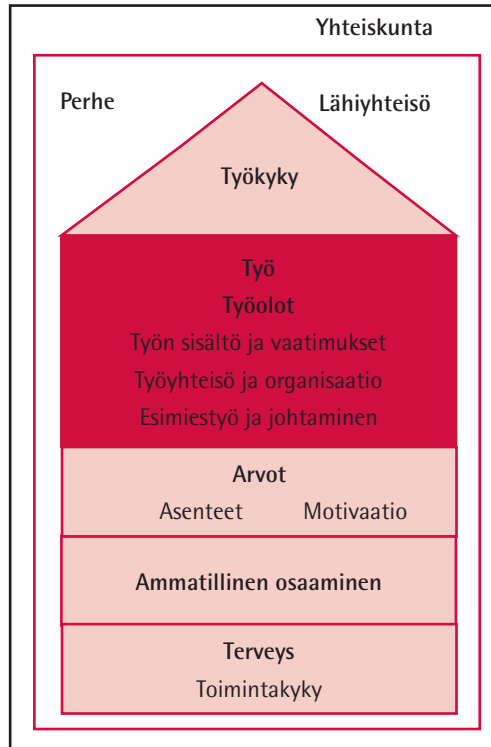 Yhteiskunta
Perhe
Lähiyhteisö
Työkyky
Työ
Työolot
Työn sisältö ja vaatimukset
Työyhteisö ja organisaatio
Esimiestyö ja johtaminen
Arvot
Asenteet Motivaatio
Ammatillinen osaaminen
Terveys
Toimintakyky